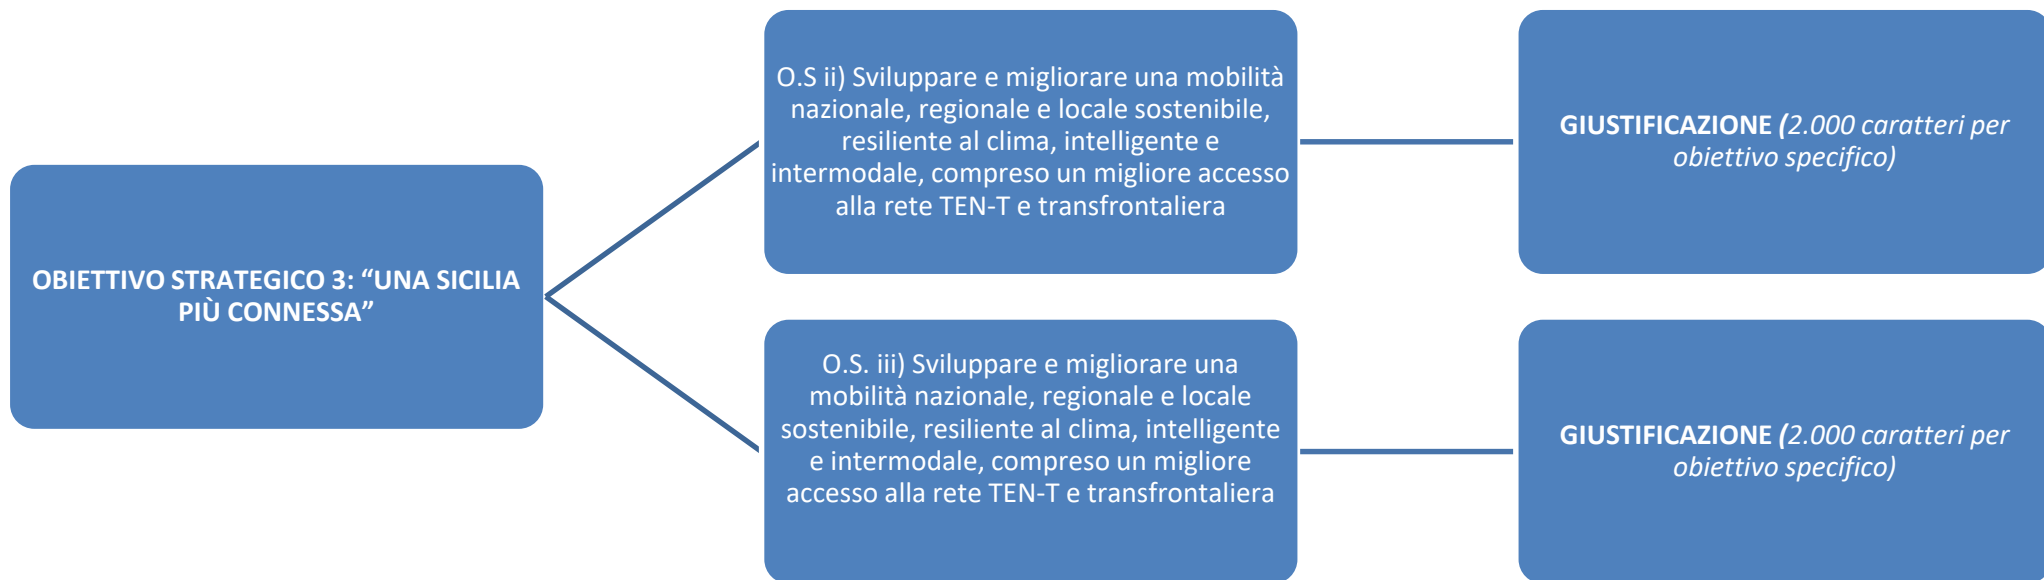 OBIETTIVO STRATEGICO 3: “UNA SICILIA
PIÙ CONNESSA”
O.S ii) Sviluppare e migliorare una mobilità
nazionale, regionale e locale sostenibile,
resiliente al clima, intelligente e
intermodale, compreso un migliore accesso
alla rete TEN-T e transfrontaliera
GIUSTIFICAZIONE (2.000 caratteri per
obiettivo specifico)
O.S. iii) Sviluppare e migliorare una
mobilità nazionale, regionale e locale
sostenibile, resiliente al clima, intelligente
e intermodale, compreso un migliore
accesso alla rete TEN-T e transfrontaliera
GIUSTIFICAZIONE (2.000 caratteri per
obiettivo specifico)